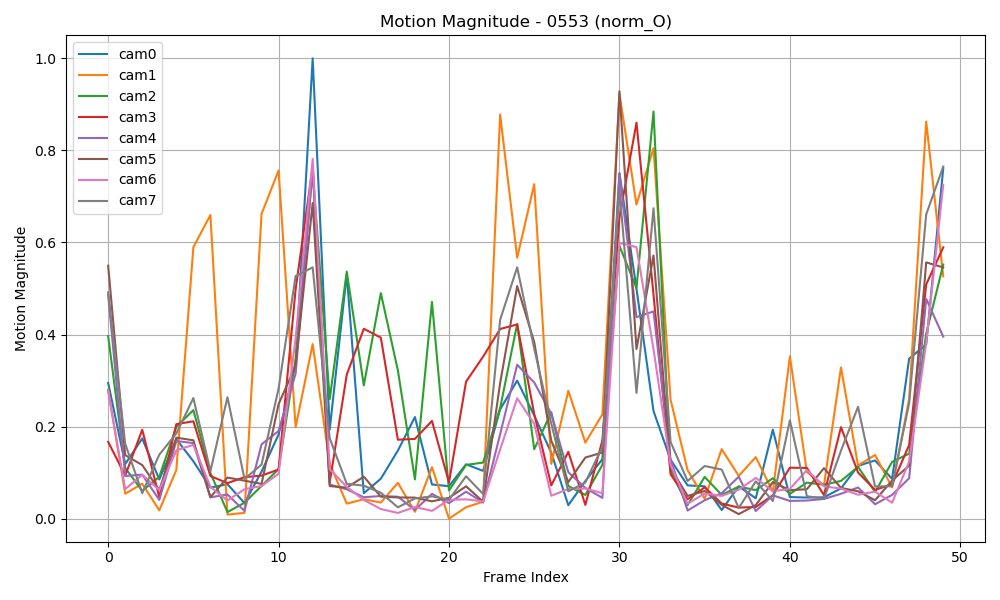 Motion Magnitude - 0553 (norm_O)
cam0
cam1
cam2
cam3
cam4
cam5
cam6
cam7
Motion Magnitude
1.0
0.8
0.6
0.4
0.2
0.0
0 10 20 30 40 50
Frame Index